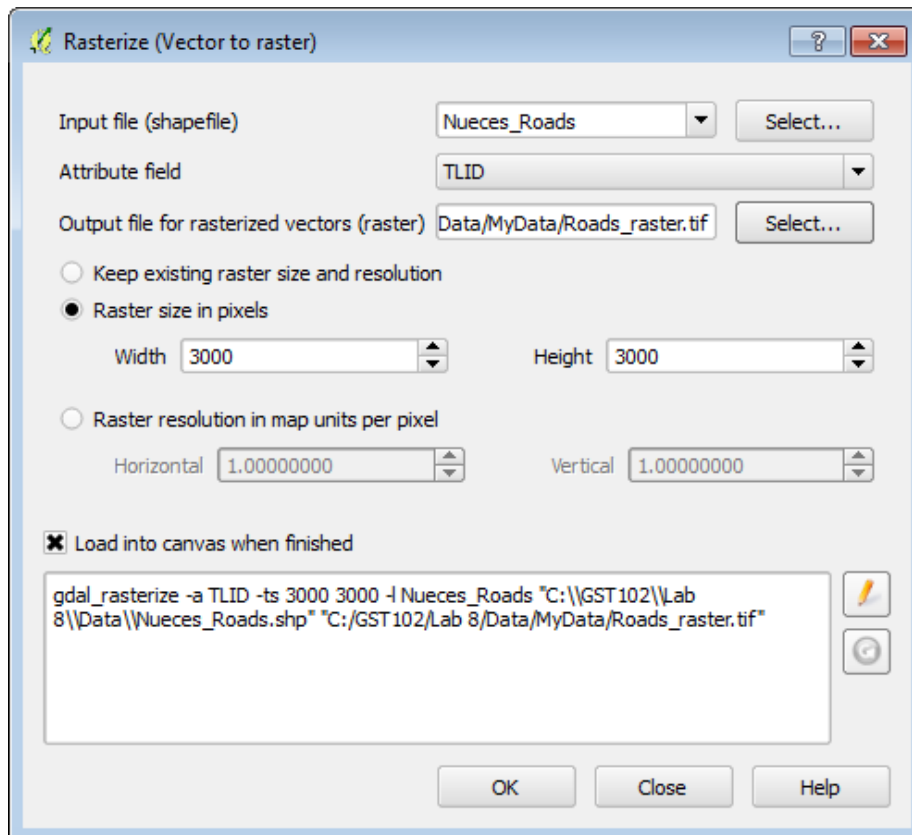 Rasterize (Vector to raster)
?
Input file (shapefile) Nueces_Roads Select...
Attribute field TLID
Output file for rasterized vectors (raster) Data/MyData/Roads_raster.tif Select...
Keep existing raster size and resolution
Raster size in pixels
Width 3000 Height 3000
Raster resolution in map units per pixel
Horizontal 1.00000000 Vertical 1.00000000
Load into canvas when finished
gdal_rasterize -a TLID -ts 3000 3000 -l Nueces_Roads "C:\\GST102\\Lab
8\\Data\\Nueces_Roads.shp" "C:/GST102/Lab 8/Data/MyData/Roads_raster.tif"
OK Close Help